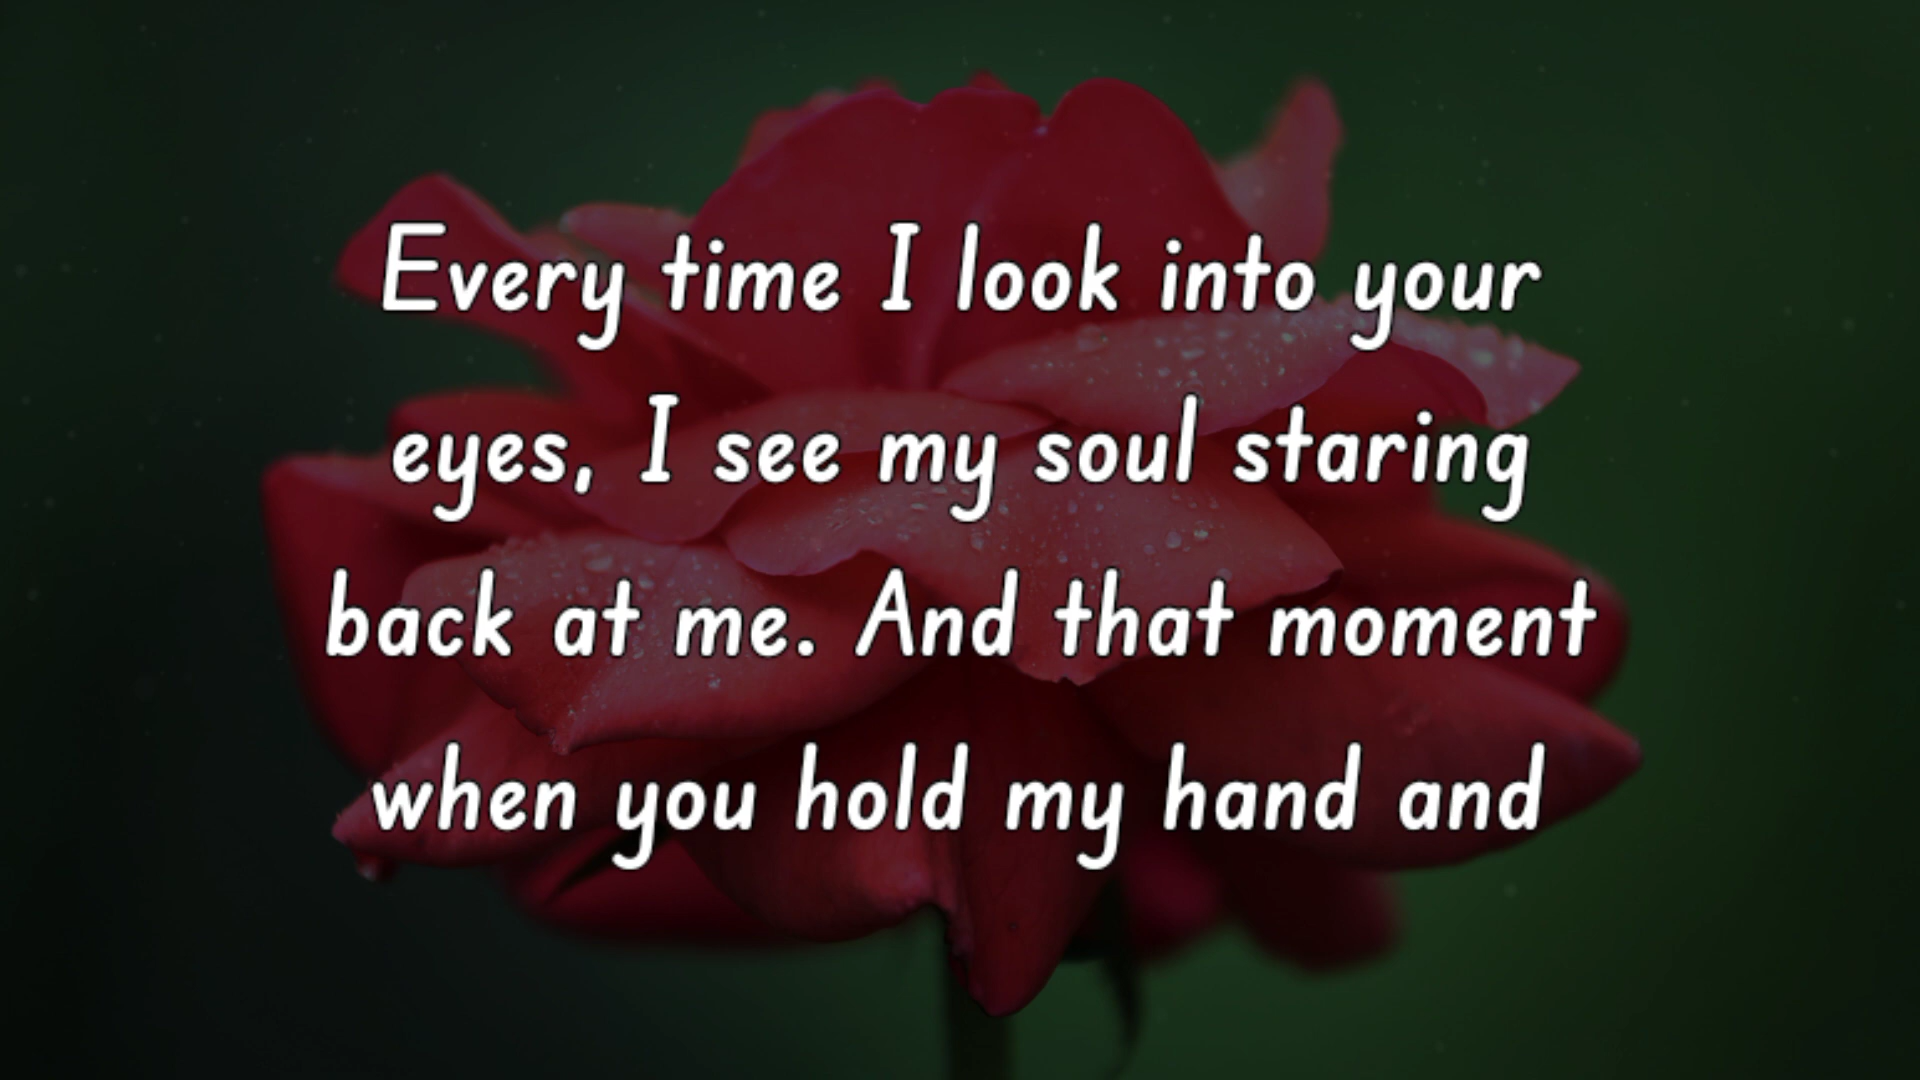 Every time I look into your
eyes, I see my soul staring
back at me. And that moment
when you hold my hand and